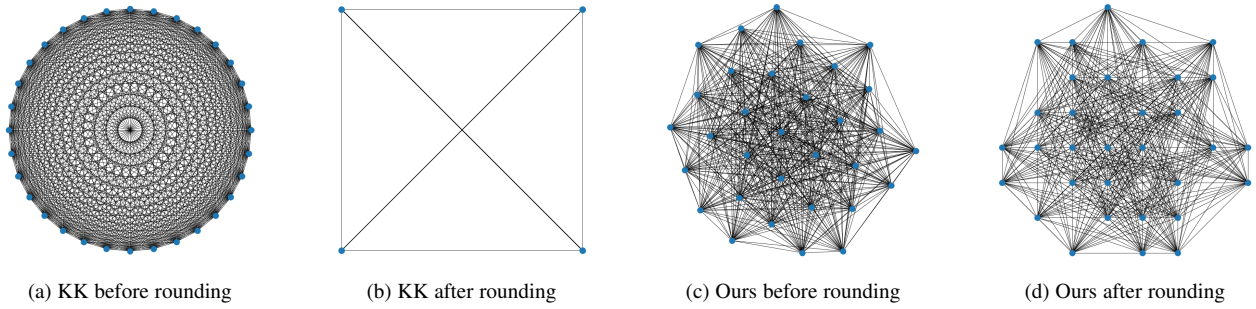 (a) KK before rounding
(b) KK after rounding
(c) Ours before rounding
(d) Ours after rounding